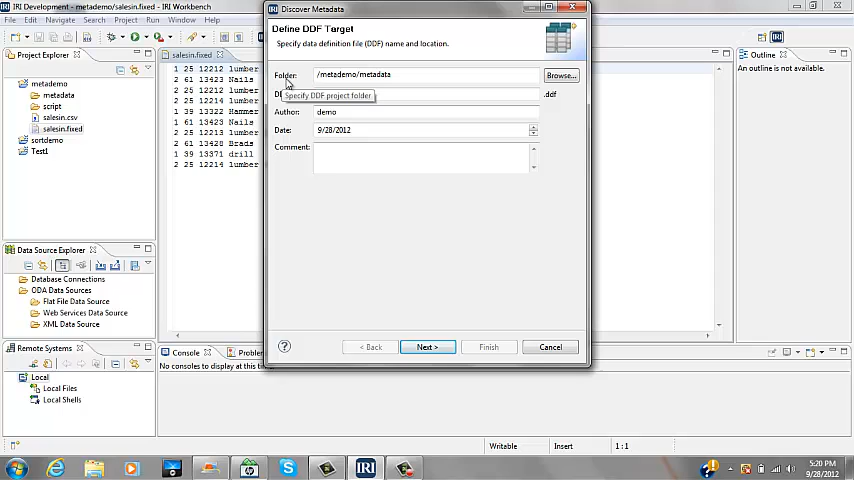 IRI Development - metademo/salesin.fixed - IRI Workbench
File Edit Navigate Search Project Run Window Help
Discover Metadata
Define DDF Target
Specify data definition file (DDF) name and location.
Folder: /metademo/metadata Browse...
Specify DDF project folder.
.ddf
Author: demo
Date: 9/28/2012
Comment:
< Back Next > Finish Cancel
Project Explorer
metademo
metadata
script
salesin.csv
salesin.fixed
sortdemo
Test1
salesin.fixed
1 25 12212 lumber
2 61 13423 Nails
2 25 12213 lumber
2 25 12214 lumber
1 39 13322 Hammer
1 61 13423 Nails
2 25 12213 lumber
2 61 13428 Brads
1 39 13371 drill
2 25 12214 lumber
Outline
An outline is not available.
Data Source Explorer
Database Connections
ODA Data Sources
Flat File Data Source
Web Services Data Source
XML Data Source
Remote Systems
Local
Local Files
Local Shells
Console
No consoles to display at this
Writable Insert 1 : 1
5:20 PM
9/28/2012